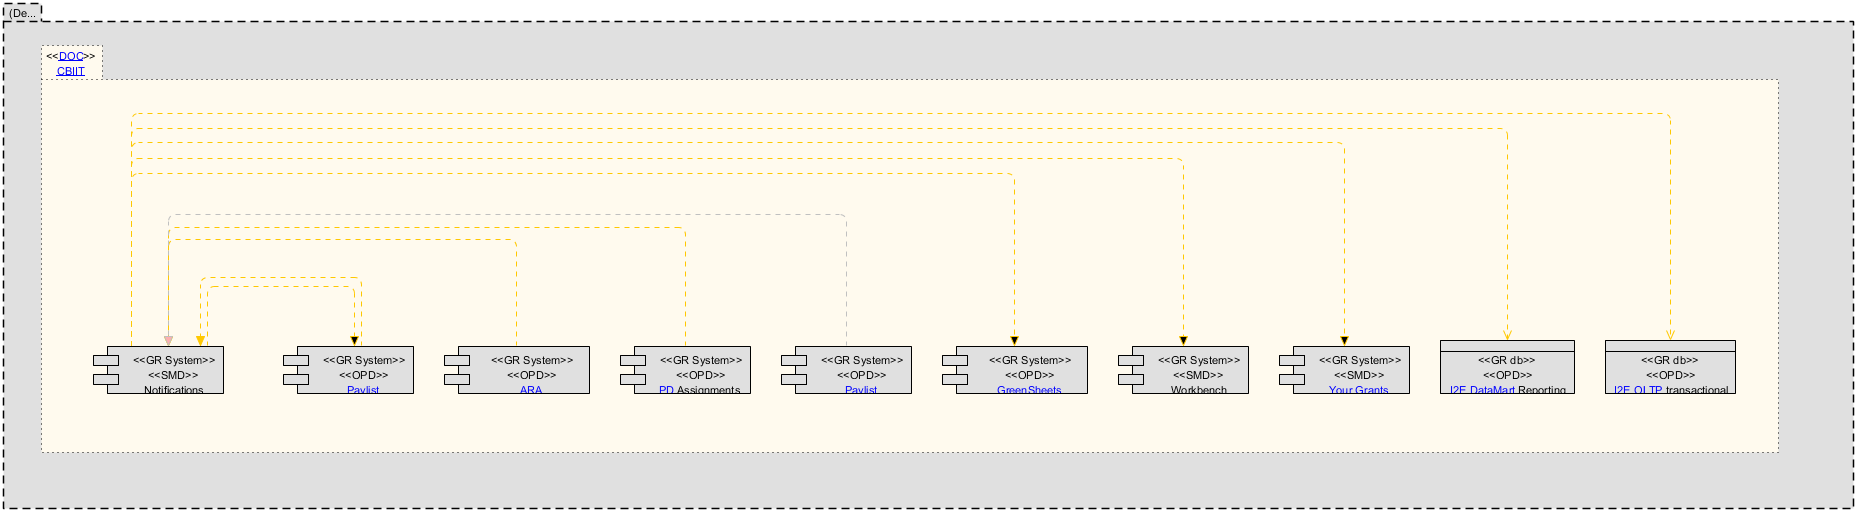 (De...
<<DOC>>
CBIIT
<<GR System>>
<<SMD>>
Notifications
<<GR System>>
<<OPD>>
Paylist
<<GR System>>
<<OPD>>
ARA
<<GR System>>
<<OPD>>
PD Assignments
<<GR System>>
<<OPD>>
Paylist
<<GR System>>
<<OPD>>
GreenSheets
<<GR System>>
<<SMD>>
Workbench
<<GR System>>
<<SMD>>
Your Grants
<<GR db>>
<<OPD>>
I2E DataMart Reporting
<<GR db>>
<<OPD>>
I2E OLTP transactional